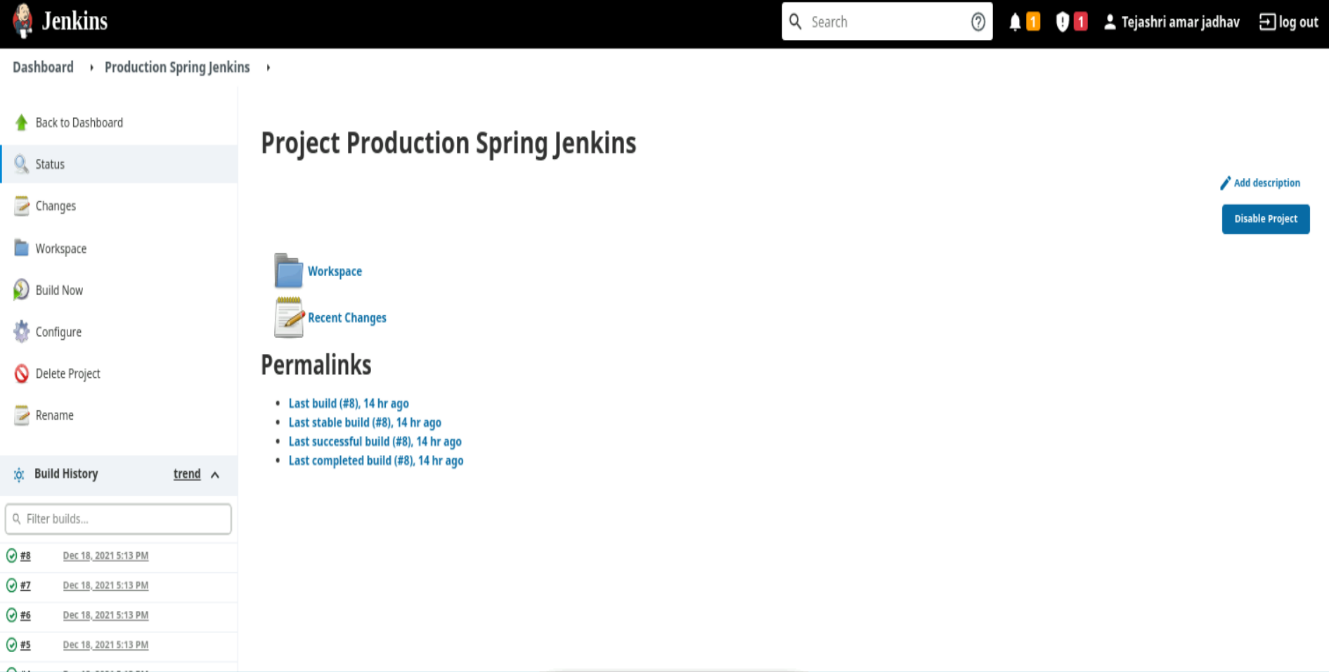 Jenkins
Search
1
1
Tejashri amar jadhav
log out
Dashboard
Production Spring Jenkins
Back to Dashboard
Status
Changes
Workspace
Build Now
Configure
Delete Project
Rename
Build History
trend
Filter builds...
#8 Dec 18, 2021 5:13 PM
#7 Dec 18, 2021 5:13 PM
#6 Dec 18, 2021 5:13 PM
#5 Dec 18, 2021 5:13 PM
Project Production Spring Jenkins
Add description
Disable Project
Workspace
Recent Changes
Permalinks
Last build (#8), 14 hr ago
Last stable build (#8), 14 hr ago
Last successful build (#8), 14 hr ago
Last completed build (#8), 14 hr ago